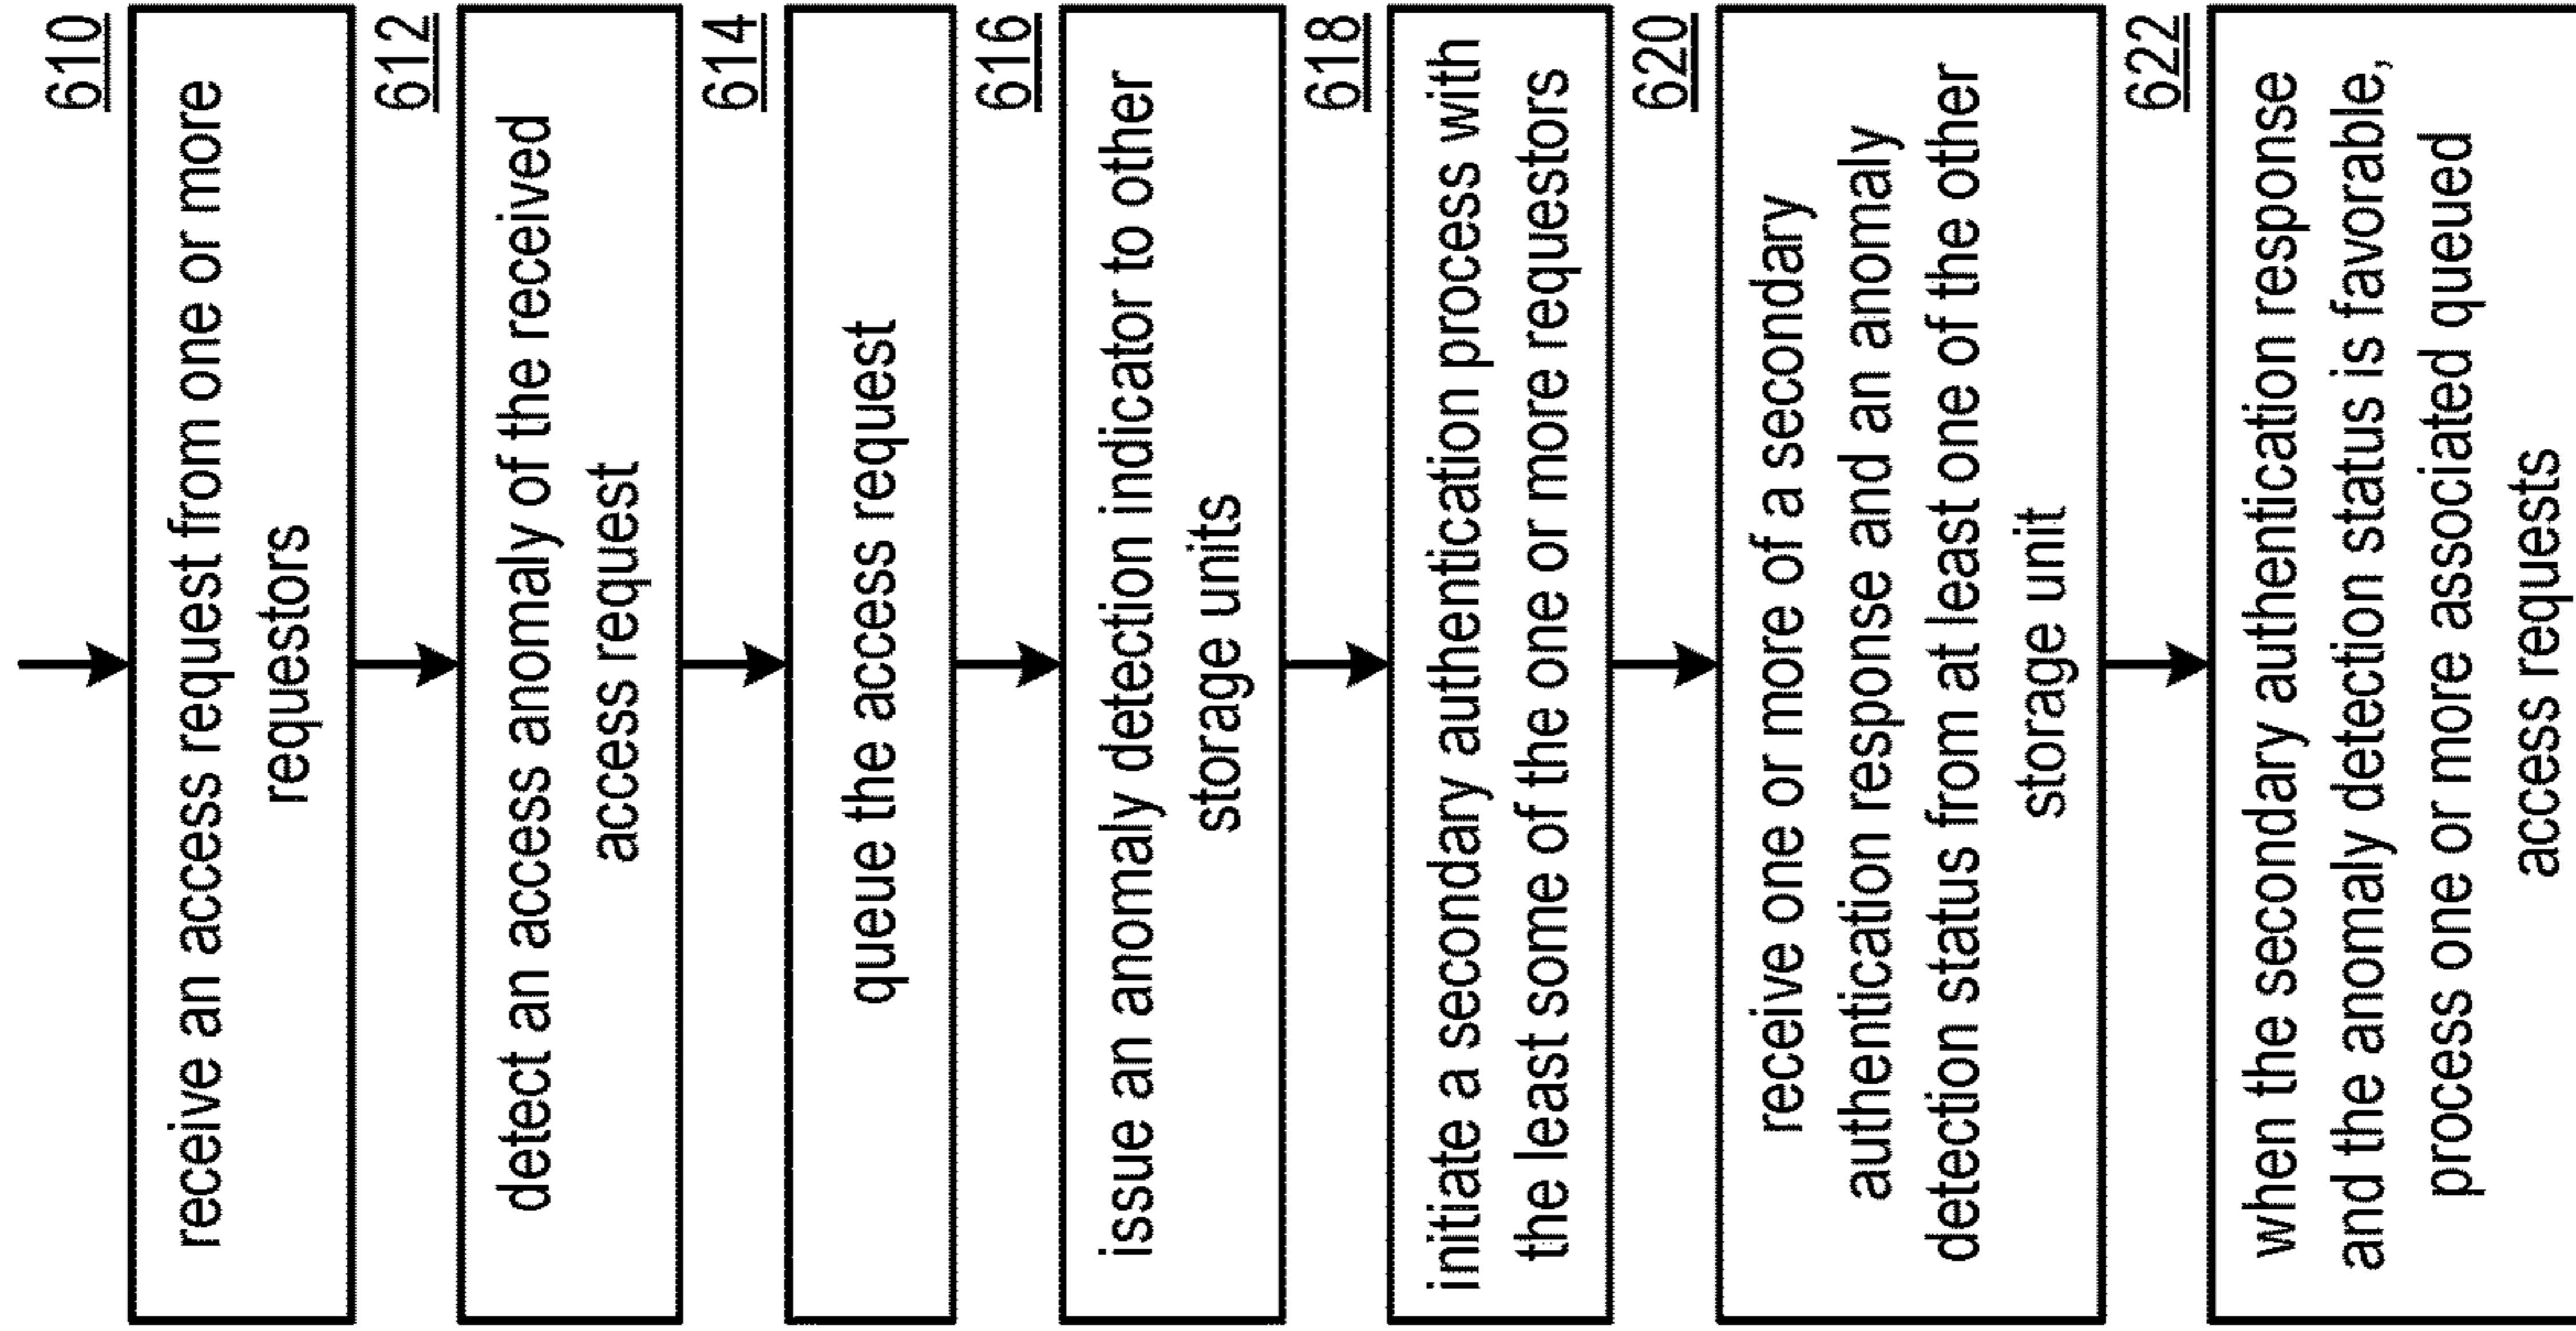 610
receive an access request from one or more
requestors
612
detect an access anomaly of the received
access request
614
queue the access request
616
issue an anomaly detection indicator to other
storage units
618
initiate a secondary authentication process with
the least some of the one or more requestors
620
receive one or more of a secondary
authentication response and an anomaly
detection status from at least one of the other
storage unit
622
when the secondary authentication response
and the anomaly detection status is favorable,
process one or more associated queued
access requests